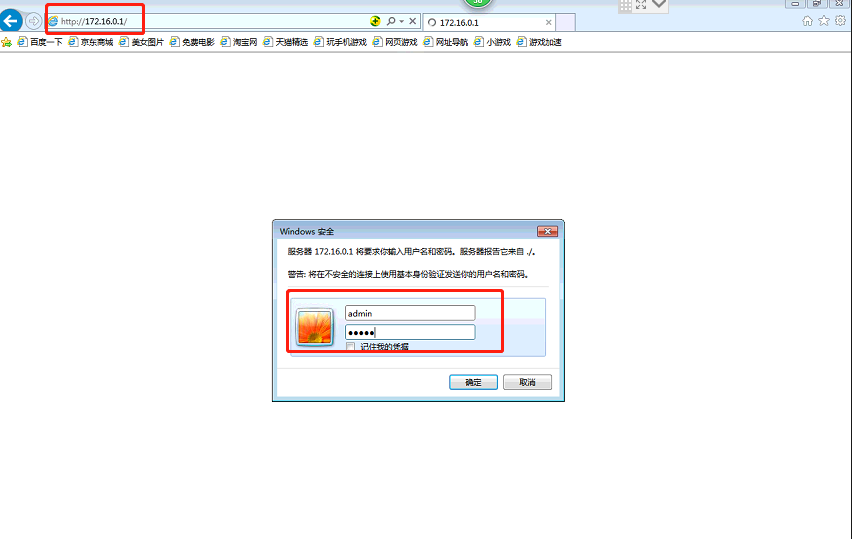 http://172.16.0.1/
172.16.0.1
百度一下 京东商城 美女图片 免费电影 淘宝网 天猫精选 玩手机游戏 网页游戏 网址导航 小游戏 游戏加速
Windows 安全
服务器 172.16.0.1 将要求你输入用户名和密码。服务器报告它来自 ./。
警告: 将在不安全的连接上使用基本身份验证发送你的用户名和密码。
admin
●●●●●
记住我的凭据
确定 取消